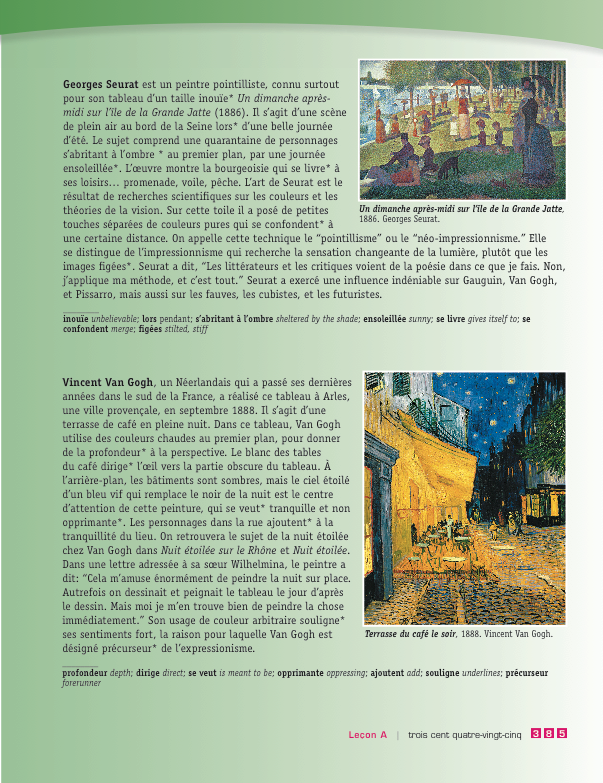 Georges Seurat est un peintre pointilliste, connu surtout
pour son tableau d'un taille inouïe* Un dimanche après-
midi sur l'île de la Grande Jatte (1886). Il s'agit d'une scène
de plein air au bord de la Seine lors* d'une belle journée
d'été. Le sujet comprend une quarantaine de personnages
s'abritant à l'ombre * au premier plan, par une journée
ensoleillée*. L'œuvre montre la bourgeoisie qui se livre* à
ses loisirs... promenade, voile, pêche. L'art de Seurat est le
résultat de recherches scientifiques sur les couleurs et les
théories de la vision. Sur cette toile il a posé de petites
touches séparées de couleurs pures qui se confondent* à
une certaine distance. On appelle cette technique le "pointillisme" ou le "néo-impressionnisme." Elle
se distingue de l'impressionnisme qui recherche la sensation changeante de la lumière, plutôt que les
images figées*. Seurat a dit, "Les littérateurs et les critiques voient de la poésie dans ce que je fais. Non,
j'applique ma méthode, et c'est tout." Seurat a exercé une influence indéniable sur Gauguin, Van Gogh,
et Pissarro, mais aussi sur les fauves, les cubistes, et les futuristes.
Un dimanche après-midi sur l'île de la Grande Jatte,
1886. Georges Seurat.
inouïe unbelievable; lors pendant; s'abritant à l'ombre sheltered by the shade; ensoleillée sunny; se livre gives itself to; se
confondent merge; figées stilted, stiff
Vincent Van Gogh, un Néerlandais qui a passé ses dernières
années dans le sud de la France, a réalisé ce tableau à Arles,
une ville provençale, en septembre 1888. Il s'agit d'une
terrasse de café en pleine nuit. Dans ce tableau, Van Gogh
utilise des couleurs chaudes au premier plan, pour donner
de la profondeur* à la perspective. Le blanc des tables
du café dirige* l'œil vers la partie obscure du tableau. À
l'arrière-plan, les bâtiments sont sombres, mais le ciel étoilé
d'un bleu vif qui remplace le noir de la nuit est le centre
d'attention de cette peinture, qui se veut* tranquille et non
opprimante*. Les personnages dans la rue ajoutent* à la
tranquillité du lieu. On retrouvera le sujet de la nuit étoilée
chez Van Gogh dans Nuit étoilée sur le Rhône et Nuit étoilée.
Dans une lettre adressée à sa sœur Wilhelmina, le peintre a
dit: "Cela m'amuse énormément de peindre la nuit sur place.
Autrefois on dessinait et peignait le tableau le jour d'après
le dessin. Mais moi je m'en trouve bien de peindre la chose
immédiatement." Son usage de couleur arbitraire souligne*
ses sentiments fort, la raison pour laquelle Van Gogh est
désigné précurseur* de l'expressionisme.
Terrasse du café le soir, 1888. Vincent Van Gogh.
profondeur depth; dirige direct; se veut is meant to be; opprimante oppressing; ajoutent add; souligne underlines; précurseur
forerunner
Leçon A | trois cent quatre-vingt-cinq 385